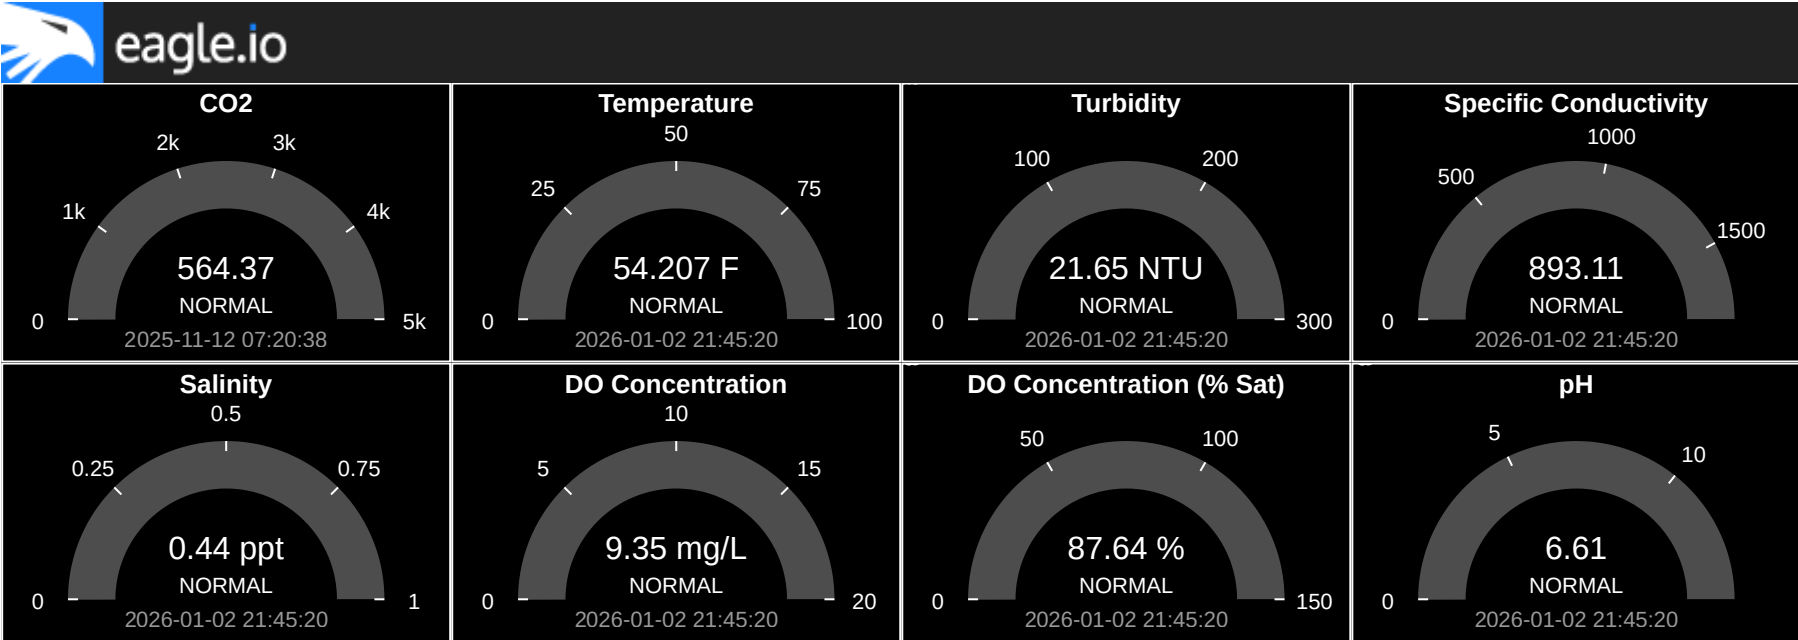 eagle.io
CO2
2k
3k
1k
4k
564.37
NORMAL
0
5k
2025-11-12 07:20:38
Temperature
50
25
75
54.207 F
NORMAL
0
100
2026-01-02 21:45:20
Turbidity
100
200
21.65 NTU
NORMAL
0
300
2026-01-02 21:45:20
Specific Conductivity
1000
500
1500
893.11
NORMAL
0
2026-01-02 21:45:20
Salinity
0.5
0.25
0.75
0.44 ppt
NORMAL
0
1
2026-01-02 21:45:20
DO Concentration
10
5
15
9.35 mg/L
NORMAL
0
20
2026-01-02 21:45:20
DO Concentration (% Sat)
50
100
87.64 %
NORMAL
0
150
2026-01-02 21:45:20
pH
5
10
6.61
NORMAL
0
2026-01-02 21:45:20